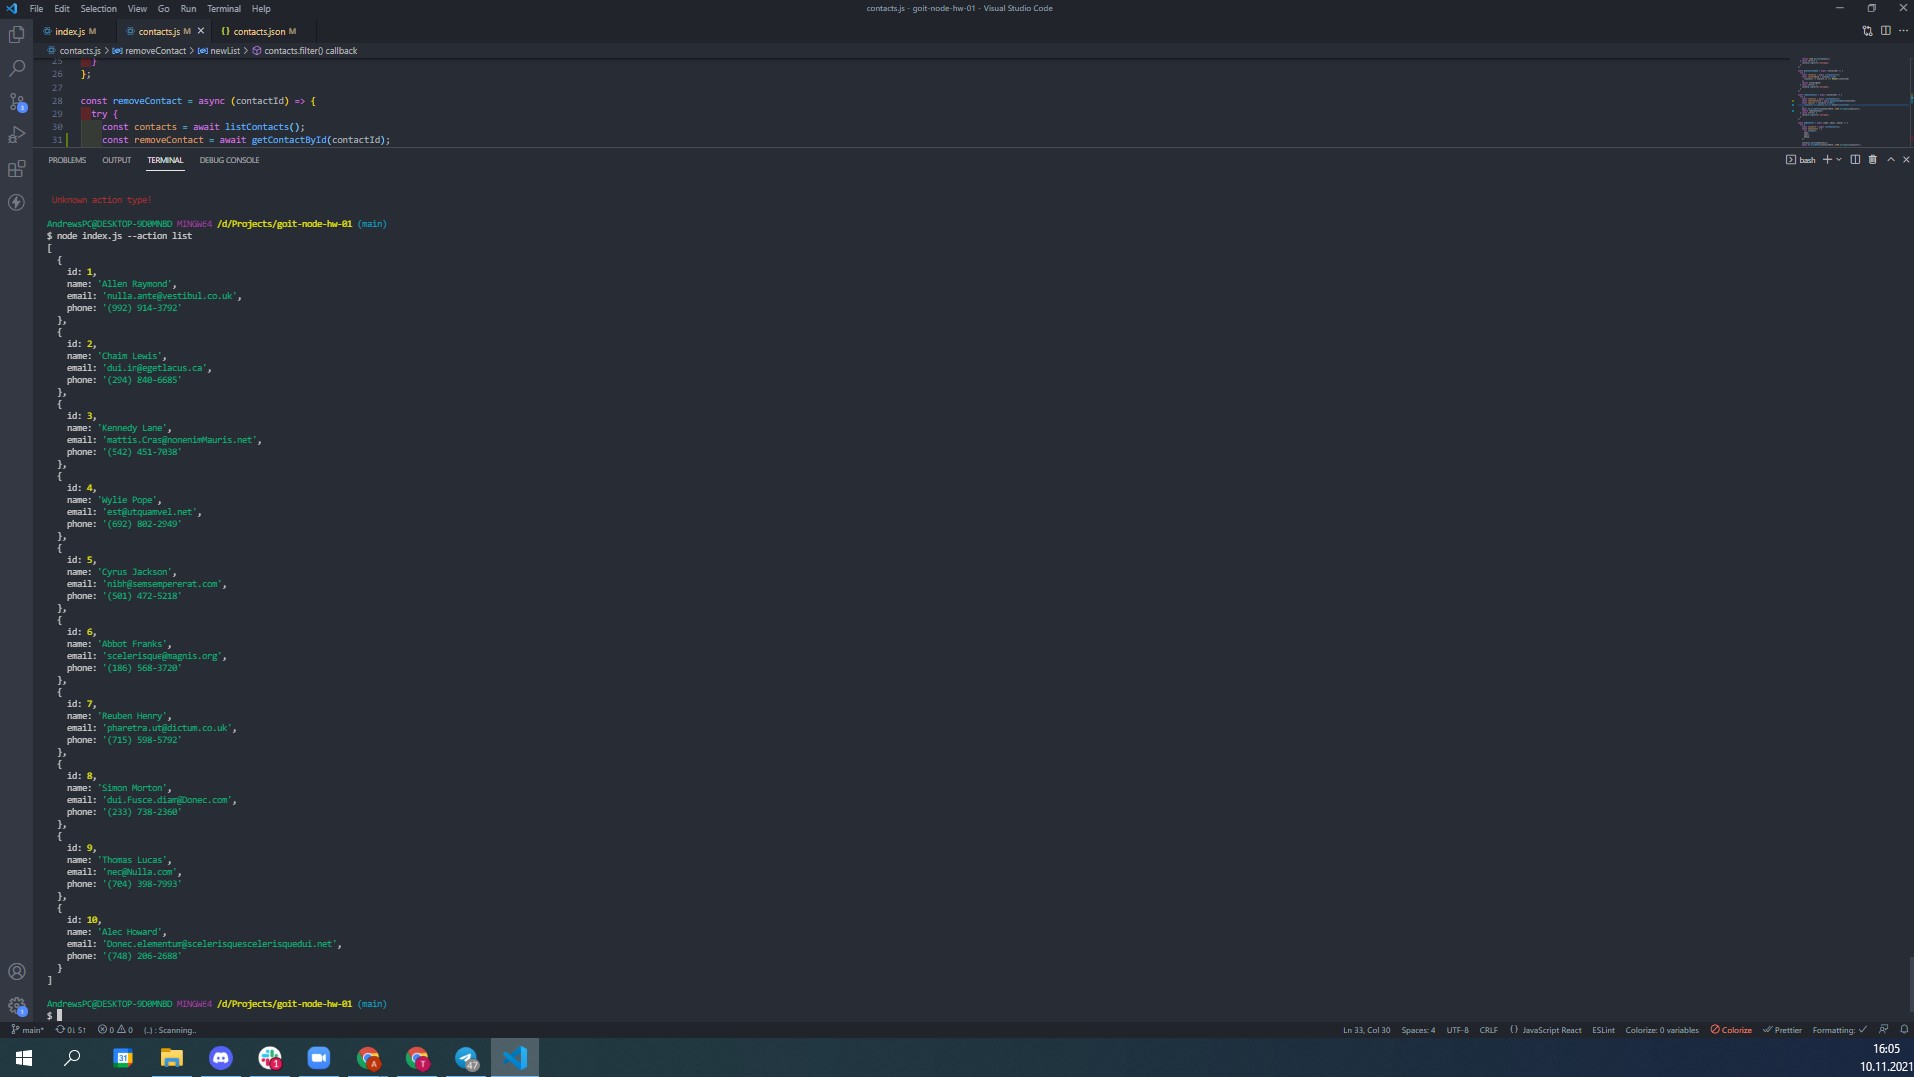 File Edit Selection View Go Run Terminal Help contacts.js - goit-node-hw-01 - Visual Studio Code
index.js M contacts.js M {} contacts.json M
contacts.js > removeContact > newList > contacts.filter() callback
25 }
26 };
27
28 const removeContact = async (contactId) => {
29 try {
30 const contacts = await listContacts();
31 const removeContact = await getContactById(contactId);
PROBLEMS OUTPUT TERMINAL DEBUG CONSOLE bash
Unknown action type!
AndrewsPC@DESKTOP-9D0MNBD MINGW64 /d/Projects/goit-node-hw-01 (main)
$ node index.js --action list
[
{
id: 1,
name: 'Allen Raymond',
email: 'nulla.ante@vestibul.co.uk',
phone: '(992) 914-3792'
},
{
id: 2,
name: 'Chaim Lewis',
email: 'dui.in@egetlacus.ca',
phone: '(294) 840-6685'
},
{
id: 3,
name: 'Kennedy Lane',
email: 'mattis.Cras@nonenimMauris.net',
phone: '(542) 451-7038'
},
{
id: 4,
name: 'Wylie Pope',
email: 'est@utquamvel.net',
phone: '(692) 802-2949'
},
{
id: 5,
name: 'Cyrus Jackson',
email: 'nibh@semsempererat.com',
phone: '(501) 472-5218'
},
{
id: 6,
name: 'Abbot Franks',
email: 'scelerisque@magnis.org',
phone: '(186) 568-3720'
},
{
id: 7,
name: 'Reuben Henry',
email: 'pharetra.ut@dictum.co.uk',
phone: '(715) 598-5792'
},
{
id: 8,
name: 'Simon Morton',
email: 'dui.Fusce.diam@Donec.com',
phone: '(233) 738-2360'
},
{
id: 9,
name: 'Thomas Lucas',
email: 'nec@Nulla.com',
phone: '(704) 398-7993'
},
{
id: 10,
name: 'Alec Howard',
email: 'Donec.elementum@scelerisquescelerisquedui.net',
phone: '(748) 206-2688'
}
]
AndrewsPC@DESKTOP-9D0MNBD MINGW64 /d/Projects/goit-node-hw-01 (main)
$
main* 0↓ 5↑ 0 0 {..} : Scanning.. Ln 33, Col 30 Spaces: 4 UTF-8 CRLF {} JavaScript React ESLint Colorize: 0 variables Colorize Prettier Formatting: ✓
31 1 A T 47
16:05
10.11.2021